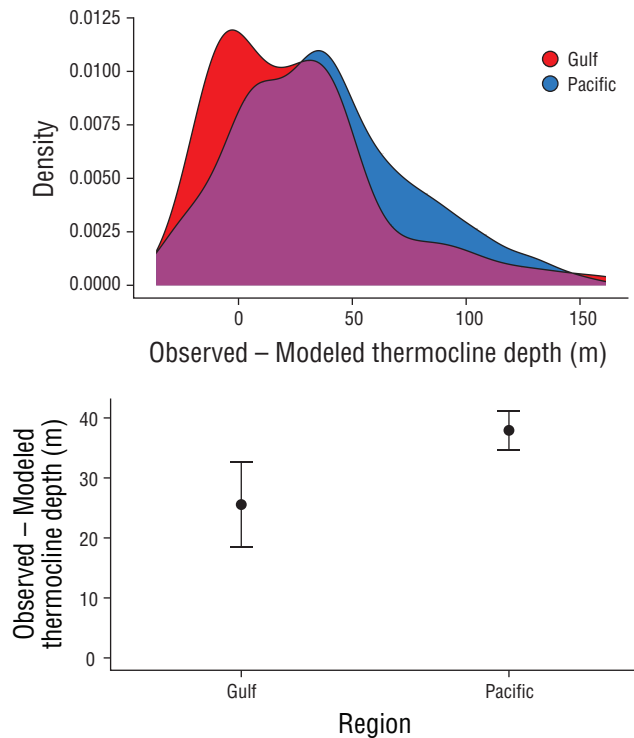 0.0125
0.0100
0.0075
0.0050
0.0025
0.0000
Density
Gulf
Pacific
0 50 100 150
Observed – Modeled thermocline depth (m)
40
30
20
10
0
Observed – Modeled
thermocline depth (m)
Gulf Pacific
Region